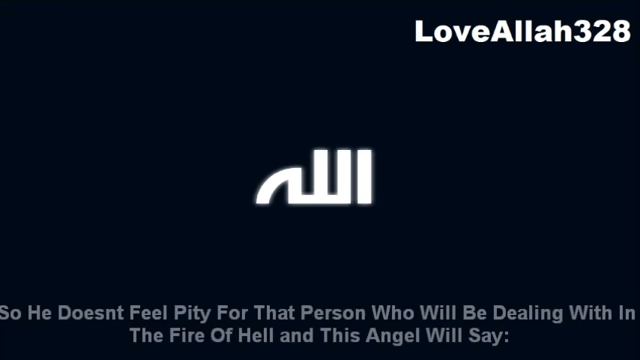 LoveAllah328
الله
So He Doesnt Feel Pity For That Person Who Will Be Dealing With In
The Fire Of Hell and This Angel Will Say: